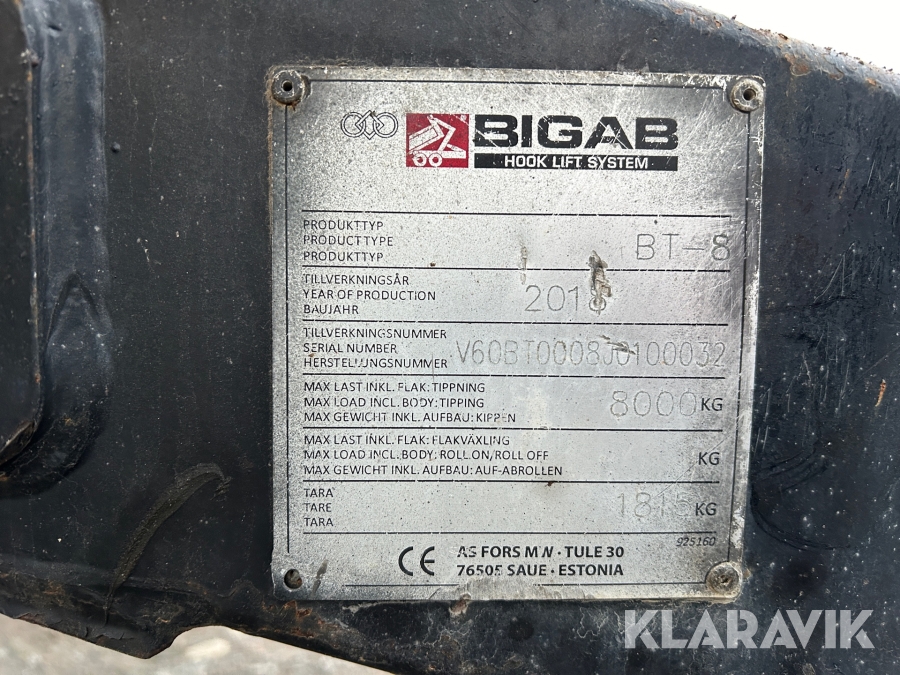 BIGAB
HOOK LIFT SYSTEM
PRODUKTTYP
PRODUCT TYPE
PRODUKTTYP
BT-8
TILLVERKNINGSÅR
YEAR OF PRODUCTION
BAUJAHR
TILLVERKNINGSNUMMER
SERIAL NUMBER
HERSTELLUNGSNUMMER
MAX LAST INKL. FLAK: TIPPNING
MAX LOAD INCL. BODY: TIPPING
MAX GEWICHT INKL. AUFBAU: KIPPEN
8000 KG
MAX LAST INKL. FLAK: FLAKVÄXLING
MAX LOAD INCL. BODY: ROLL ON/ROLL OFF
MAX GEWICHT INKL. AUFBAU: AUF-ABROLLEN
KG
TARA
TARE
TARA
1815 KG
925160
CE
AS FORS MW · TULE 30
76505 SAUE · ESTONIA
KLARAVIK